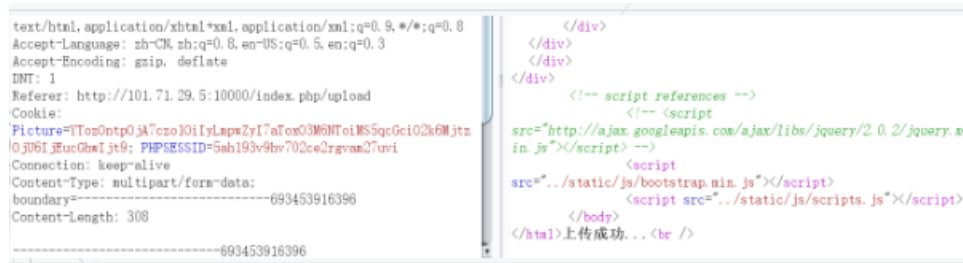 text/html,application/xhtml+xml,application/xml;q=0.9,*/*;q=0.8
Accept-Language: zh-CN,zh;q=0.8,en-US;q=0.5,en;q=0.3
Accept-Encoding: gzip, deflate
DNT: 1
Referer: http://101.71.29.5:10000/index.php/upload
Cookie:
PHPSESSID=5ah193v9hv702ce2rgvam27uvi
Connection: keep-alive
Content-Type: multipart/form-data;
boundary=---------------------------693453916396
Content-Length: 308
-----------------------------693453916396
</div>
</div>
</div>
</div>
<!-- script references -->
<!-- <script
src="http://ajax.googleapis.com/ajax/libs/jquery/2.0.2/jquery.m
in.js"></script> -->
<script
src="../static/js/bootstrap.min.js"></script>
<script src="../static/js/scripts.js"></script>
</body>
</html>上传成功...<br />